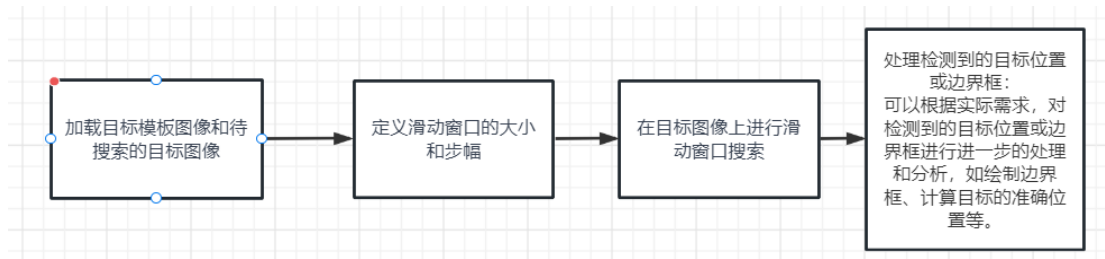 加载目标模板图像和待
搜索的目标图像
定义滑动窗口的大小
和步幅
在目标图像上进行滑
动窗口搜索
处理检测到的目标位置
或边界框：
可以根据实际需求，对
检测到的目标位置或边
界框进行进一步的处理
和分析，如绘制边界
框、计算目标的准确位
置等。